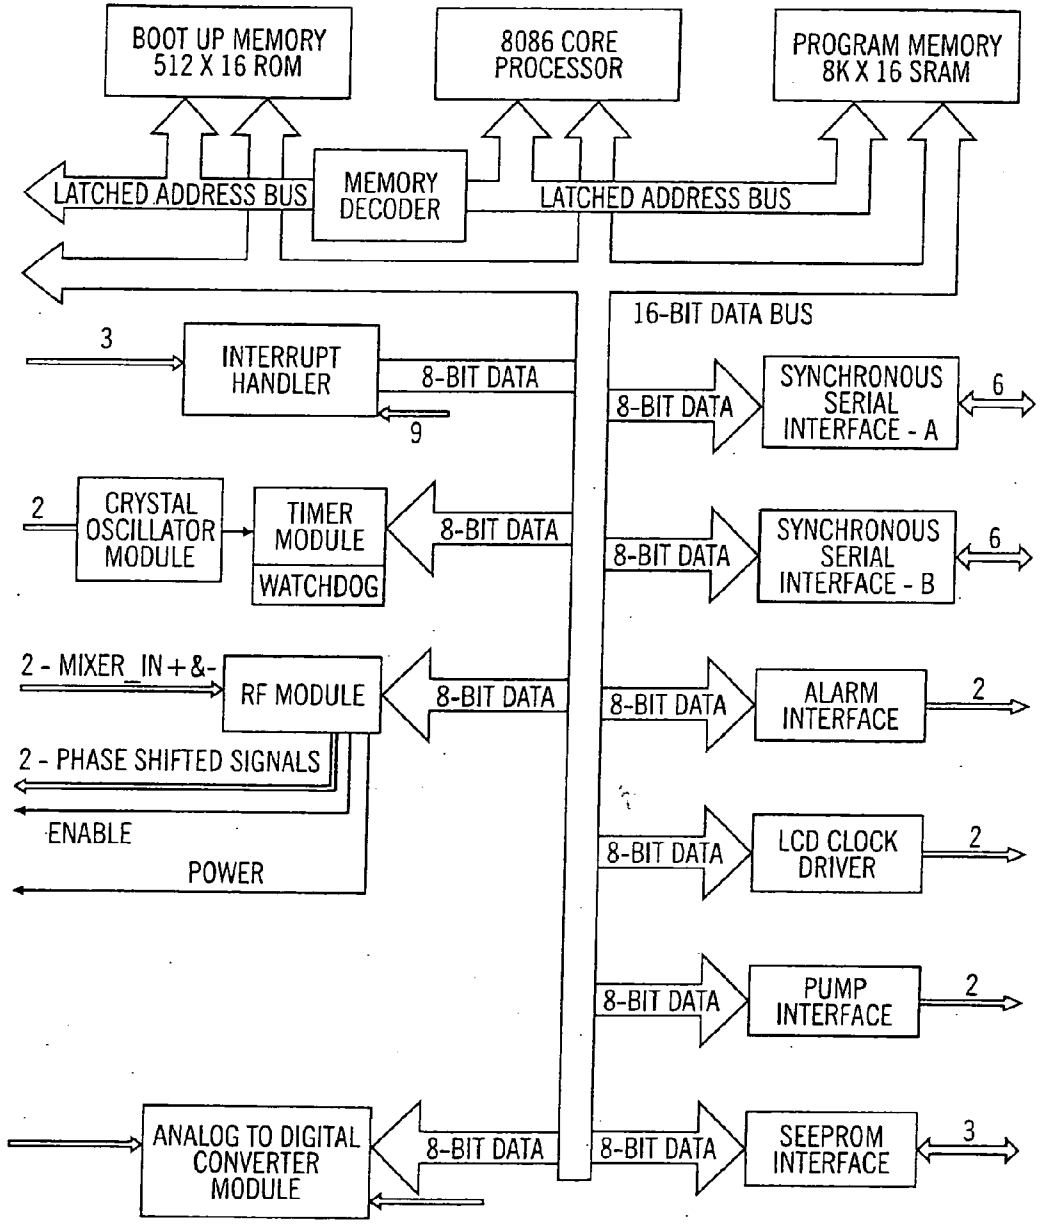 BOOT UP MEMORY
512 X 16 ROM
8086 CORE
PROCESSOR
PROGRAM MEMORY
8K X 16 SRAM
LATCHED ADDRESS BUS
MEMORY
DECODER
LATCHED ADDRESS BUS
16-BIT DATA BUS
3
INTERRUPT
HANDLER
8-BIT DATA
9
8-BIT DATA
SYNCHRONOUS
SERIAL
INTERFACE - A
6
2
CRYSTAL
OSCILLATOR
MODULE
TIMER
MODULE
WATCHDOG
8-BIT DATA
8-BIT DATA
SYNCHRONOUS
SERIAL
INTERFACE - B
6
2 - MIXER_IN + &-
RF MODULE
8-BIT DATA
8-BIT DATA
ALARM
INTERFACE
2
2 - PHASE SHIFTED SIGNALS
ENABLE
POWER
8-BIT DATA
LCD CLOCK
DRIVER
2
8-BIT DATA
PUMP
INTERFACE
2
ANALOG TO DIGITAL
CONVERTER
MODULE
8-BIT DATA
8-BIT DATA
SEEPROM
INTERFACE
3